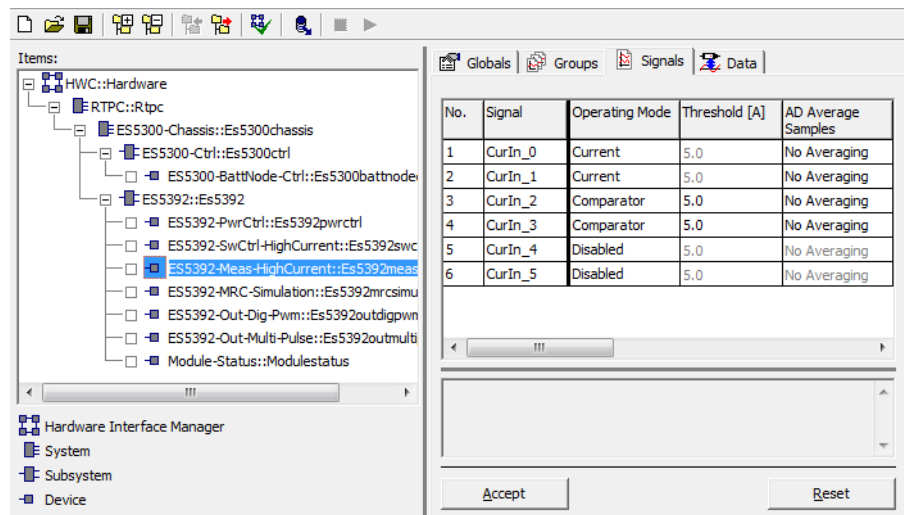 Items:
HWC::Hardware
RTPC::Rtpc
ES5300-Chassis::Es5300chassis
ES5300-Ctrl::Es5300ctrl
ES5300-BattNode-Ctrl::Es5300battnode
ES5392::Es5392
ES5392-PwrCtrl::Es5392pwrctrl
ES5392-SwCtrl-HighCurrent::Es5392swc
ES5392-Meas-HighCurrent::Es5392meas
ES5392-MRC-Simulation::Es5392mrcsimu
ES5392-Out-Dig-Pwm::Es5392outdigpwm
ES5392-Out-Multi-Pulse::Es5392outmulti
Module-Status::Modulestatus
Hardware Interface Manager
System
Subsystem
Device
Globals Groups Signals Data
No. Signal Operating Mode Threshold [A] AD Average Samples
1 CurIn_0 Current 5.0 No Averaging
2 CurIn_1 Current 5.0 No Averaging
3 CurIn_2 Comparator 5.0 No Averaging
4 CurIn_3 Comparator 5.0 No Averaging
5 CurIn_4 Disabled 5.0 No Averaging
6 CurIn_5 Disabled 5.0 No Averaging
Accept Reset